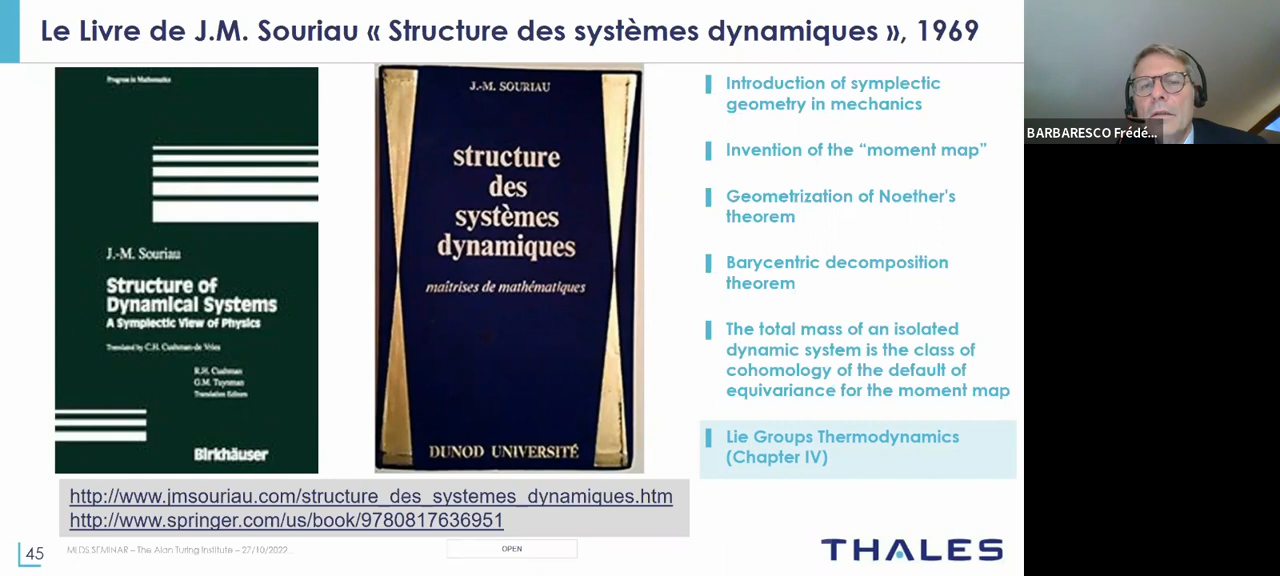 Le Livre de J.M. Souriau « Structure des systèmes dynamiques », 1969
Progress in Mathematics
J.-M. Souriau
Structure of
Dynamical Systems
A Symplectic View of Physics
Translated by C.H. Cushman-de Vries
R.H. Cushman
G.M. Tuynman
Translation Editors
Birkhäuser
J.-M. SOURIAU
structure
des
systèmes
dynamiques
maîtrises de mathématiques
DUNOD UNIVERSITÉ
Introduction of symplectic
geometry in mechanics
Invention of the “moment map”
Geometrization of Noether's
theorem
Barycentric decomposition
theorem
The total mass of an isolated
dynamic system is the class of
cohomology of the default of
equivariance for the moment map
Lie Groups Thermodynamics
(Chapter IV)
http://www.jmsouriau.com/structure_des_systemes_dynamiques.htm
http://www.springer.com/us/book/9780817636951
45
MLDS SEMINAR – The Alan Turing Institute – 27/10/2022
OPEN
THALES
BARBARESCO Frédé...